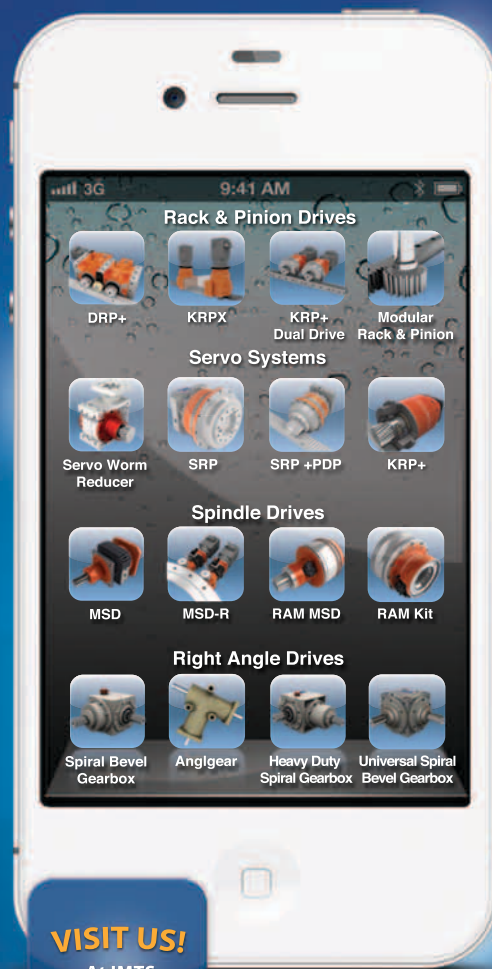 3G 9:41 AM
Rack & Pinion Drives
DRP+ KRPX KRP+ Modular
Dual Drive Rack & Pinion
Servo Systems
Servo Worm SRP SRP +PDP KRP+
Reducer
Spindle Drives
MSD MSD-R RAM MSD RAM Kit
Right Angle Drives
Spiral Bevel Anglgear Heavy Duty Universal Spiral
Gearbox Spiral Gearbox Bevel Gearbox
VISIT US!
At IMTS